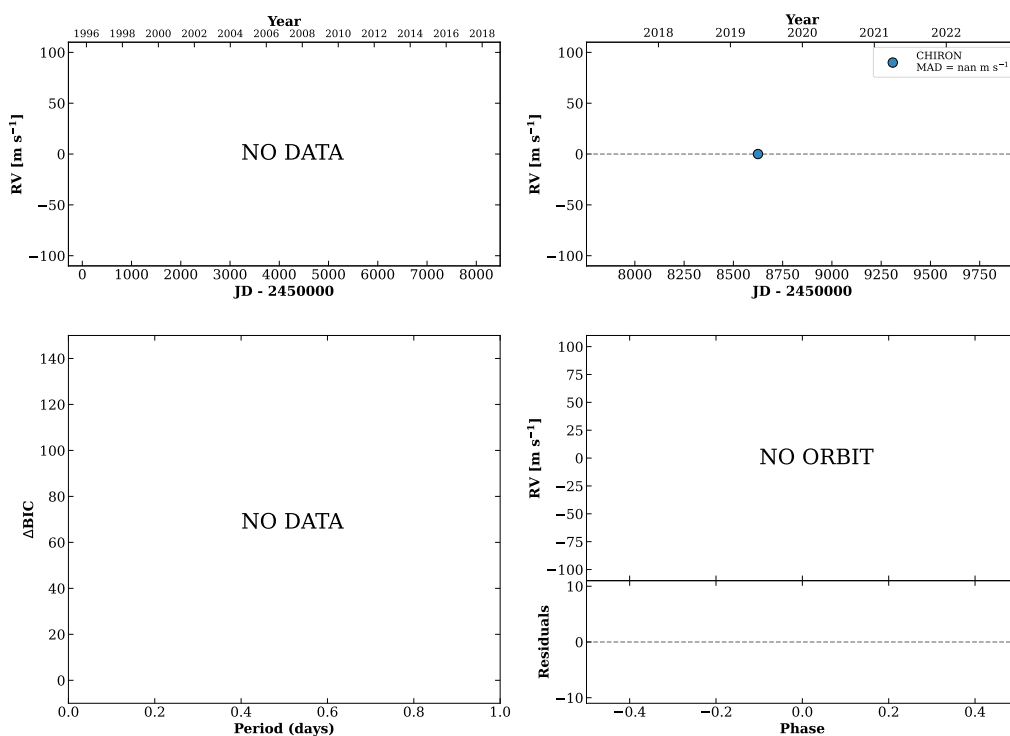 Year
1996 1998 2000 2002 2004 2006 2008 2010 2012 2014 2016 2018
100
50
0
−50
−100
RV [m s⁻¹]
NO DATA
0 1000 2000 3000 4000 5000 6000 7000 8000
JD - 2450000
Year
2018 2019 2020 2021 2022
CHIRON
MAD = nan m s⁻¹
100
50
0
−50
−100
RV [m s⁻¹]
8000 8250 8500 8750 9000 9250 9500 9750
JD - 2450000
140
120
100
80
60
40
20
0
ΔBIC
NO DATA
0.0 0.2 0.4 0.6 0.8 1.0
Period (days)
100
75
50
25
0
−25
−50
−75
−100
RV [m s⁻¹]
NO ORBIT
10
0
−10
Residuals
−0.4 −0.2 0.0 0.2 0.4
Phase